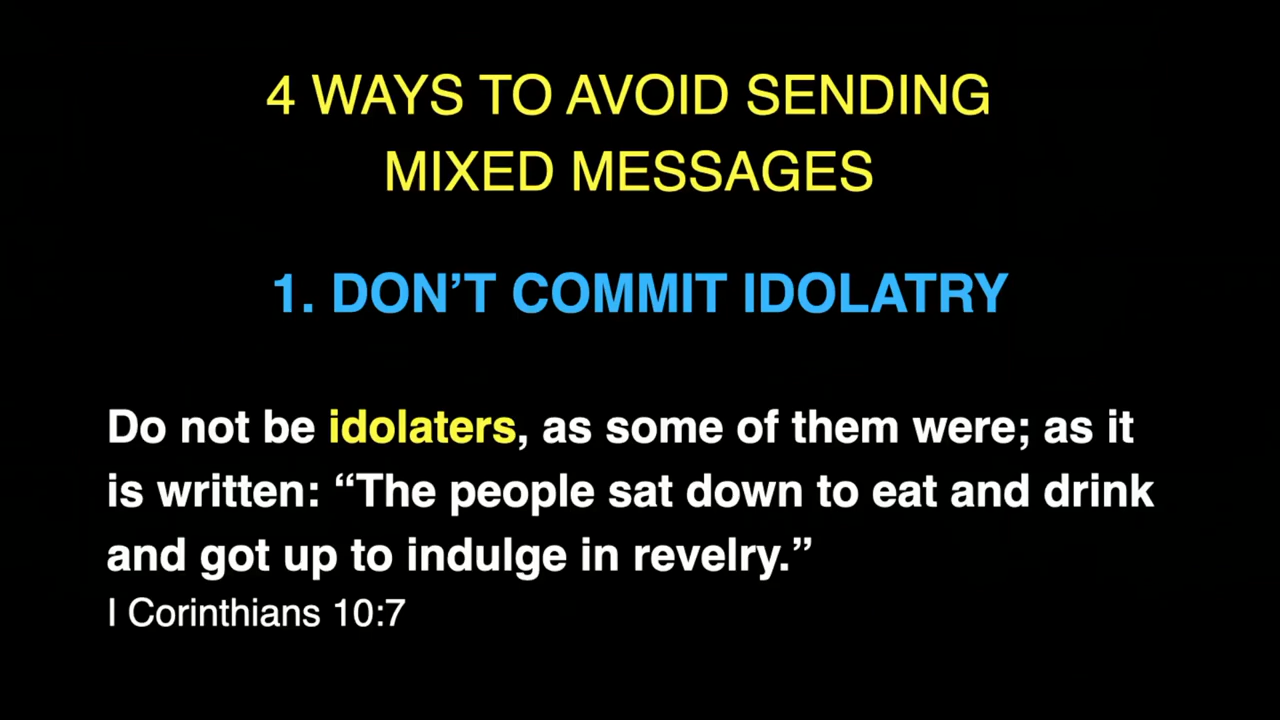 4 WAYS TO AVOID SENDING
MIXED MESSAGES
1. DON’T COMMIT IDOLATRY
Do not be idolaters, as some of them were; as it
is written: “The people sat down to eat and drink
and got up to indulge in revelry.”
I Corinthians 10:7